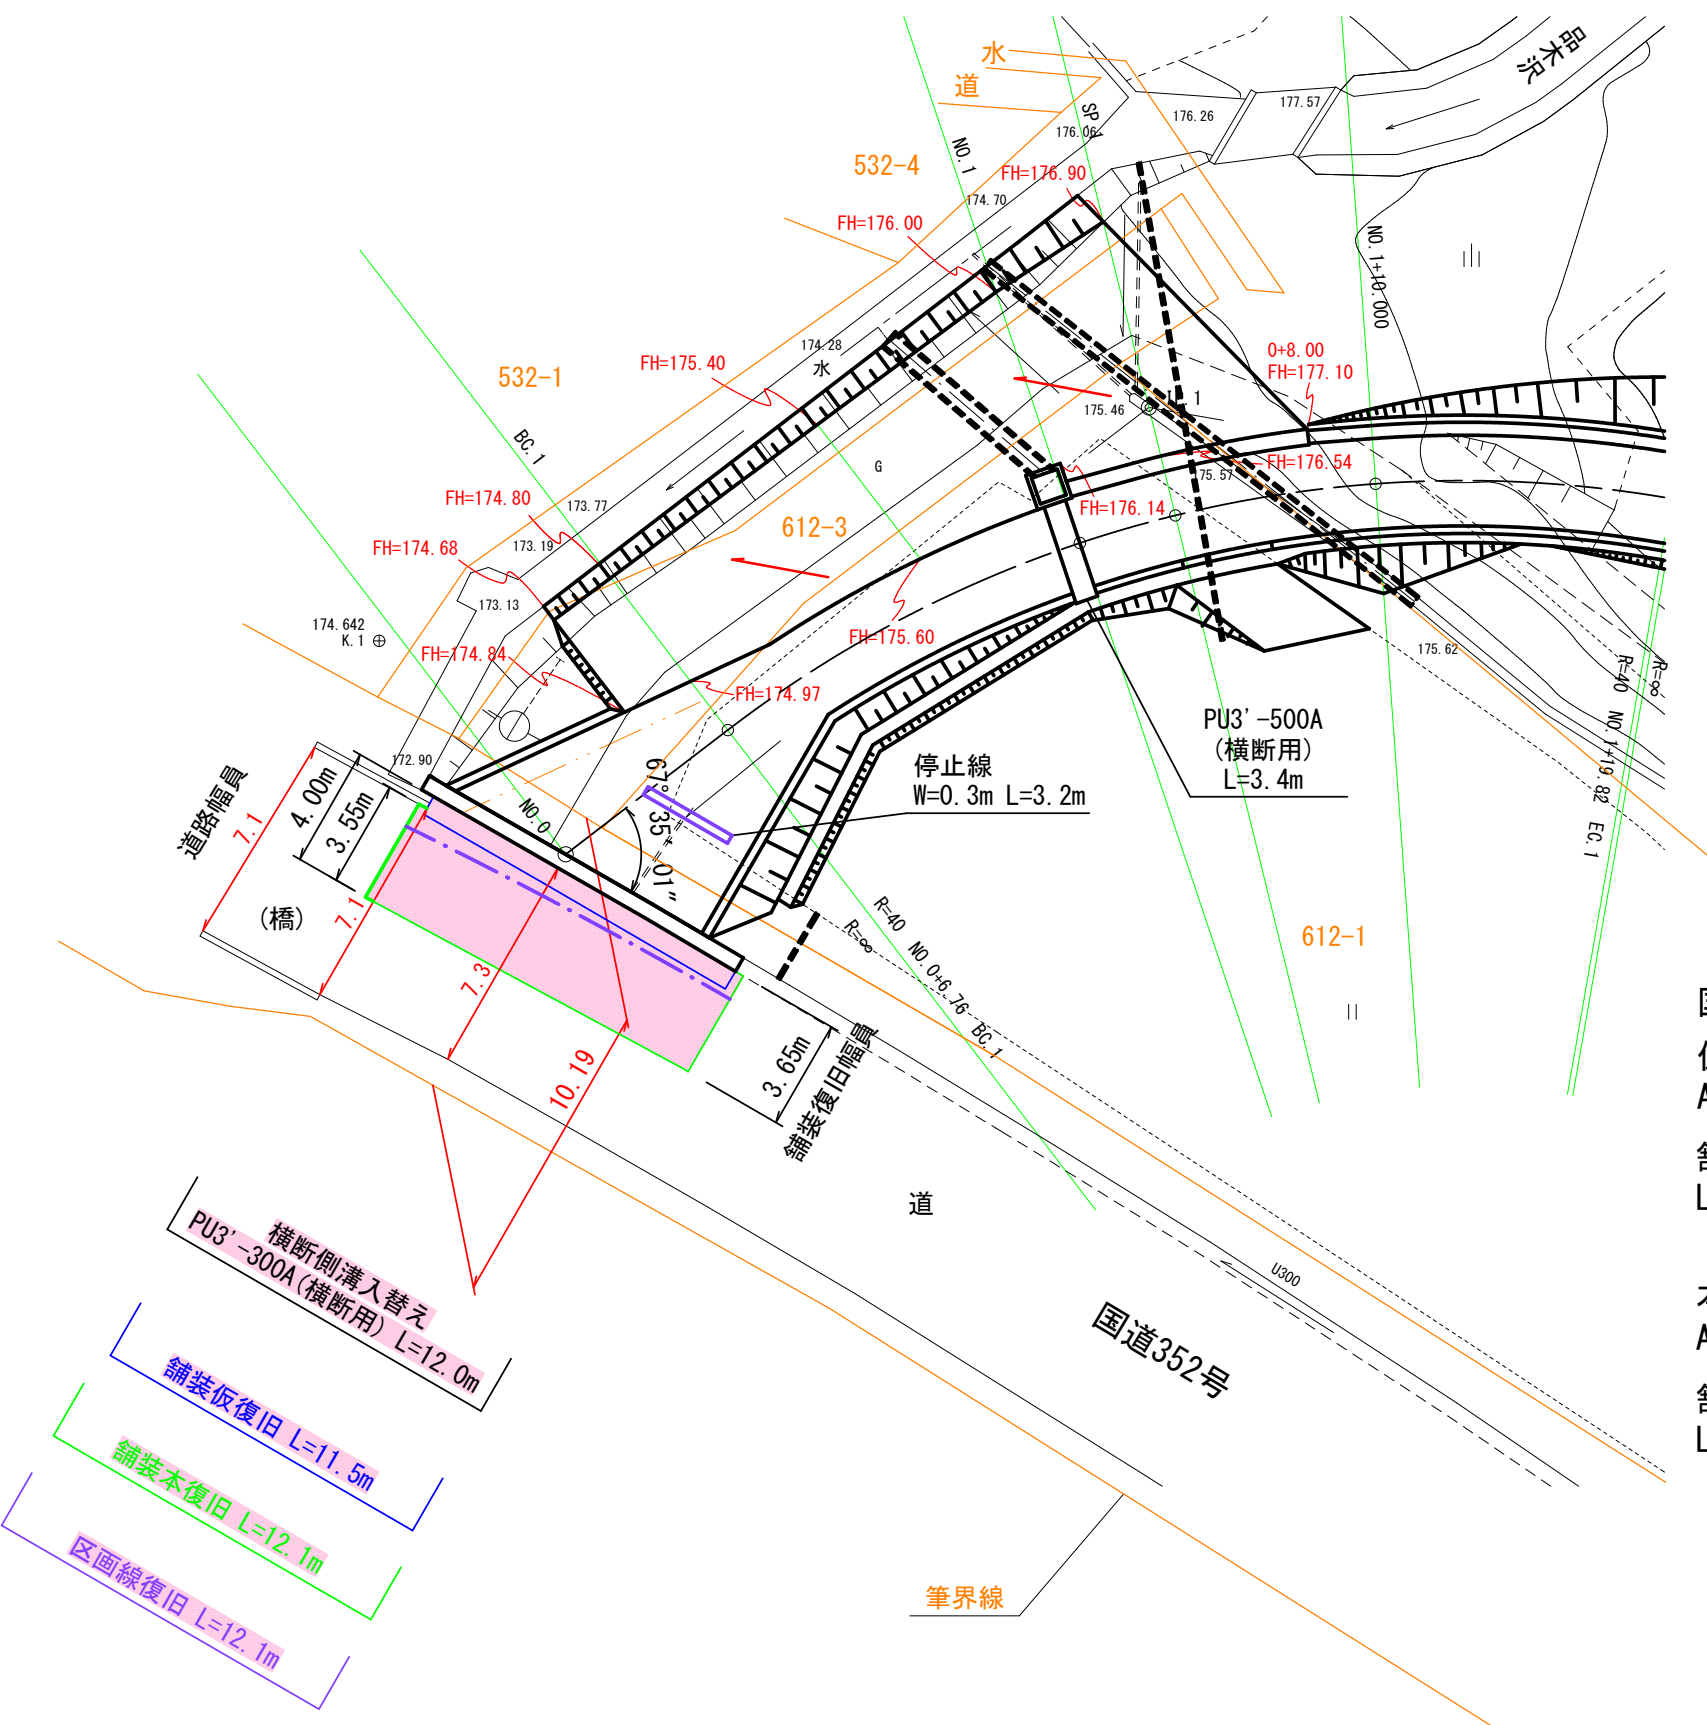 水
道
品木沢
532-4
NO.1
SP.1
176.06
176.26
177.57
FH=176.90
174.70
FH=176.00
NO.1+10.000
532-1
FH=175.40
174.28
水
0+8.00
FH=177.10
175.46
BC.1
G
FH=174.80
173.77
612-3
FH=176.54
FH=176.14
FH=174.68
173.19
173.13
174.642
K.1
FH=174.84
FH=175.60
175.62
FH=174.97
R=40
R=∞
NO.1+19.82 EC.1
PU3'-500A
(横断用)
L=3.4m
172.90
道路幅員
7.1
4.00m
3.55m
NO.0
67° 35' 01"
停止線
W=0.3m L=3.2m
(橋)
7.1
7.3
R=40 NO.0+6.76 BC.1
R=∞
612-1
10.19
3.65m
舗装復旧幅員
道
U300
国道352号
横断側溝入替え
PU3'-300A(横断用) L=12.0m
舗装仮復旧 L=11.5m
舗装本復旧 L=12.1m
区画線復旧 L=12.1m
筆界線